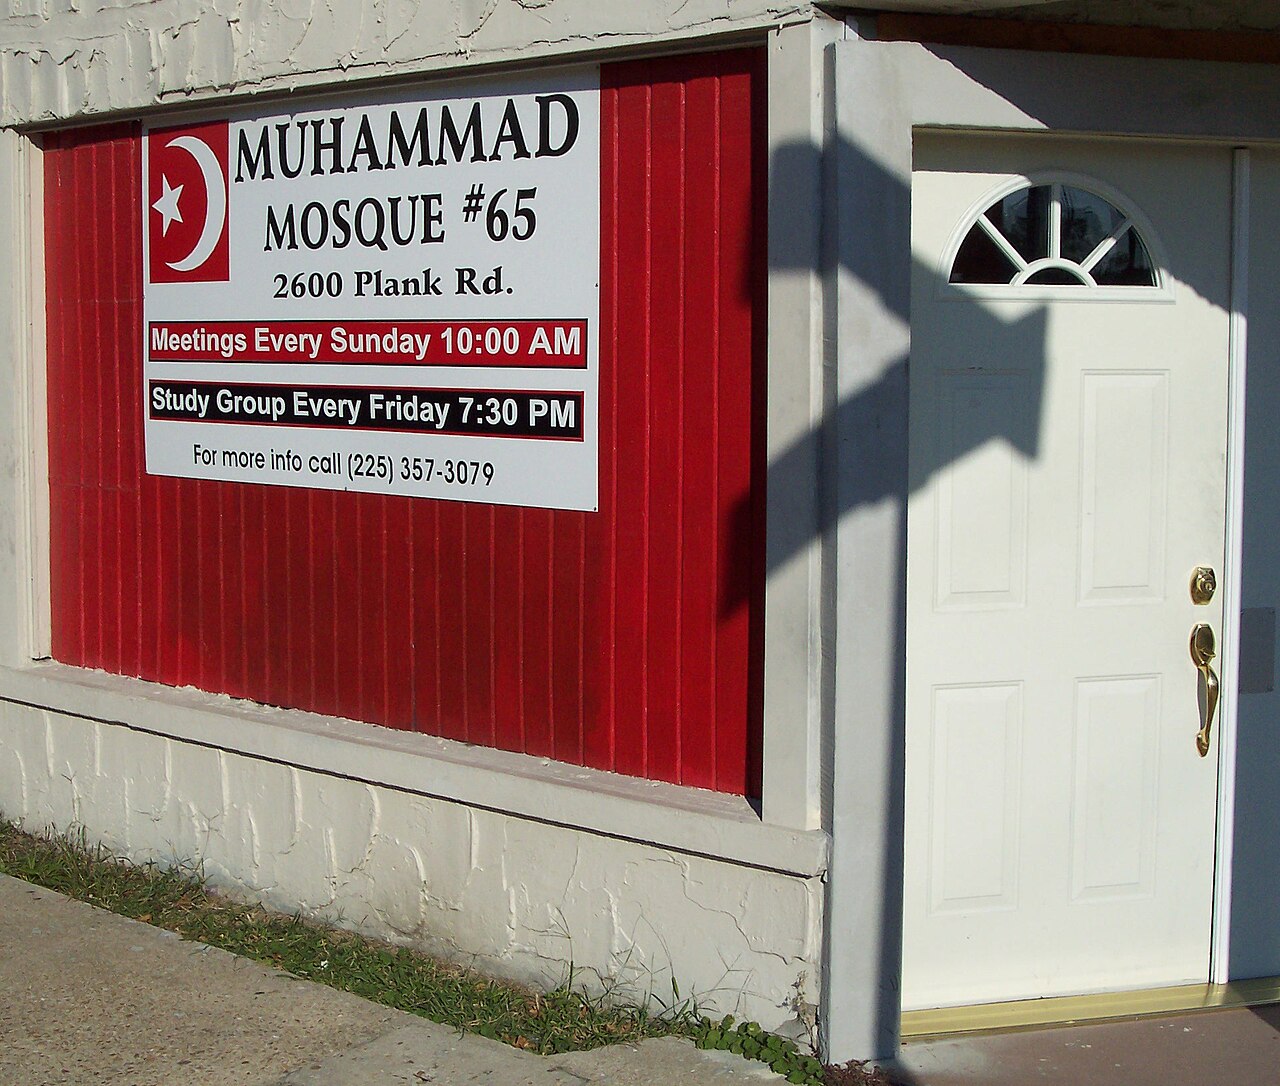 MUHAMMAD
MOSQUE #65
2600 Plank Rd.
Meetings Every Sunday 10:00 AM
Study Group Every Friday 7:30 PM
For more info call (225) 357-3079